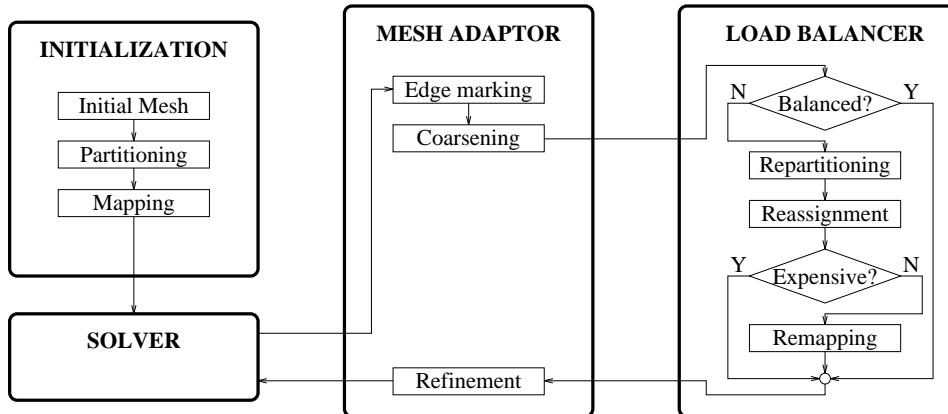 INITIALIZATION
Initial Mesh
Partitioning
Mapping
SOLVER
MESH ADAPTOR
Edge marking
Coarsening
Refinement
LOAD BALANCER
N
Balanced?
Y
Repartitioning
Reassignment
Y
Expensive?
N
Remapping